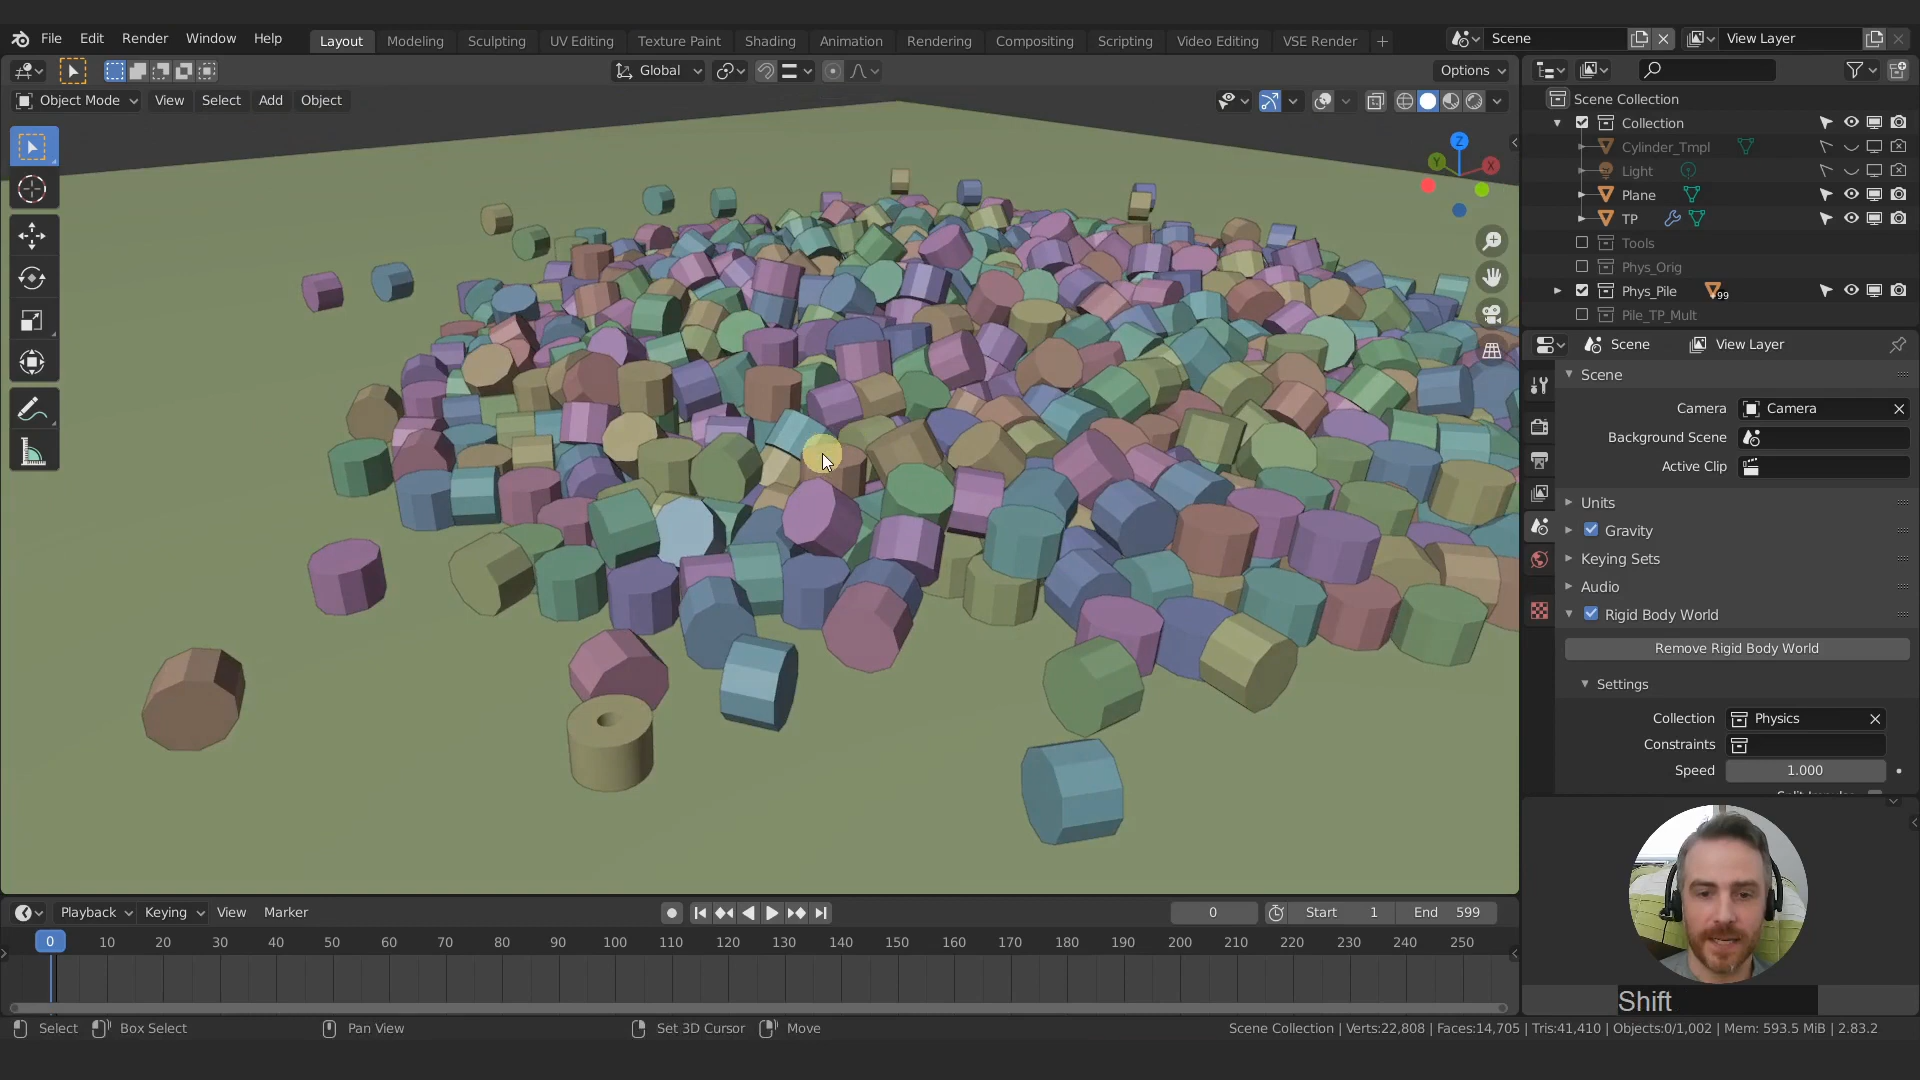 File Edit Render Window Help
Layout Modeling Sculpting UV Editing Texture Paint Shading Animation Rendering Compositing Scripting Video Editing VSE Render
Scene
View Layer
Global
Options
Object Mode View Select Add Object
Z
Y
X
Scene Collection
Collection
Cylinder_Tmpl
Light
Plane
TP
Tools
Phys_Orig
Phys_Pile 99
Pile_TP_Mult
Scene View Layer
Scene
Camera Camera
Background Scene
Active Clip
Units
Gravity
Keying Sets
Audio
Rigid Body World
Remove Rigid Body World
Settings
Collection Physics
Constraints
Speed 1.000
Playback Keying View Marker
0 Start 1 End 599
0 10 20 30 40 50 60 70 80 90 100 110 120 130 140 150 160 170 180 190 200 210 220 230 240 250
Shift
Select Box Select Pan View Set 3D Cursor Move
Scene Collection | Verts:22,808 | Faces:14,705 | Tris:41,410 | Objects:0/1,002 | Mem: 593.5 MiB | 2.83.2